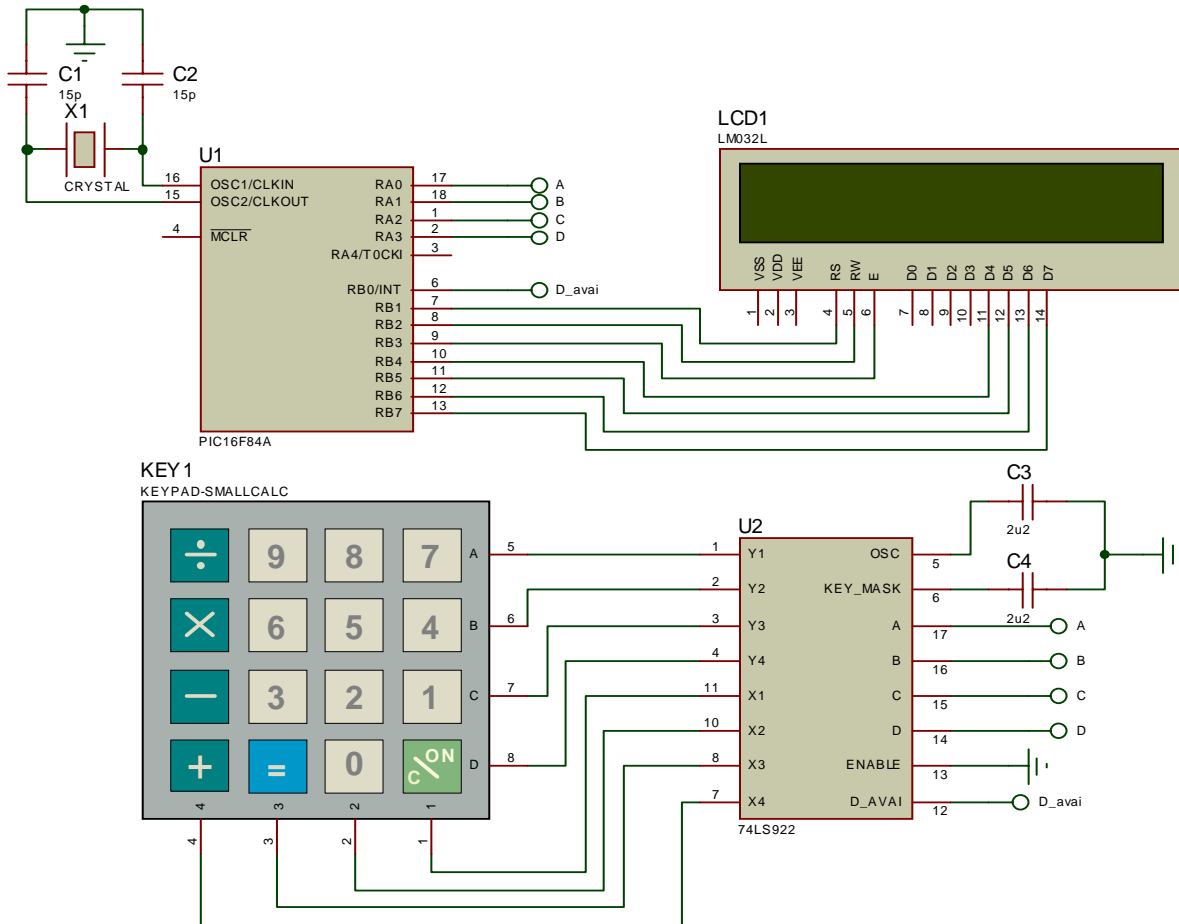 C1
15p
C2
15p
X1
CRYSTAL
U1
16 OSC1/CLKIN
15 OSC2/CLKOUT
4 MCLR
RA0 17 A
RA1 18 B
RA2 1 C
RA3 2 D
RA4/T0CKI 3
RB0/INT 6 D_avai
RB1 7
RB2 8
RB3 9
RB4 10
RB5 11
RB6 12
RB7 13
PIC16F84A
LCD1
LM032L
VSS VDD VEE RS RW E D0 D1 D2 D3 D4 D5 D6 D7
1 2 3 4 5 6 7 8 9 10 11 12 13 14
KEY1
KEYPAD-SMALLCALC
÷ 9 8 7 A 5
× 6 5 4 B 6
− 3 2 1 C 7
+ = 0 ON/C D 8
4 3 2 1
4 3 2 1
U2
1 Y1
2 Y2
3 Y3
4 Y4
11 X1
10 X2
8 X3
7 X4
OSC 5
KEY_MASK 6
A 17 A
B 16 B
C 15 C
D 14 D
ENABLE 13
D_AVAI 12 D_avai
74LS922
C3
2u2
C4
2u2